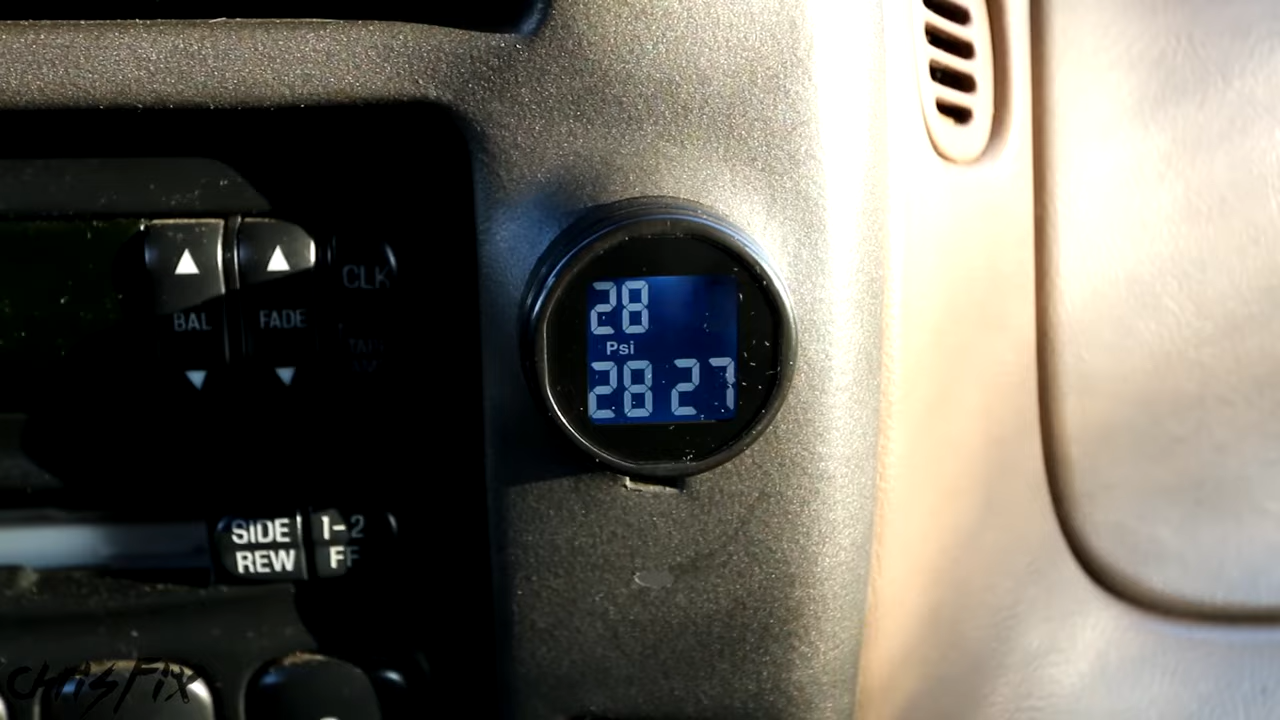 CLK
BAL FADE
28
Psi
28 27
SIDE 1-2
REW FF
CHRISFIX